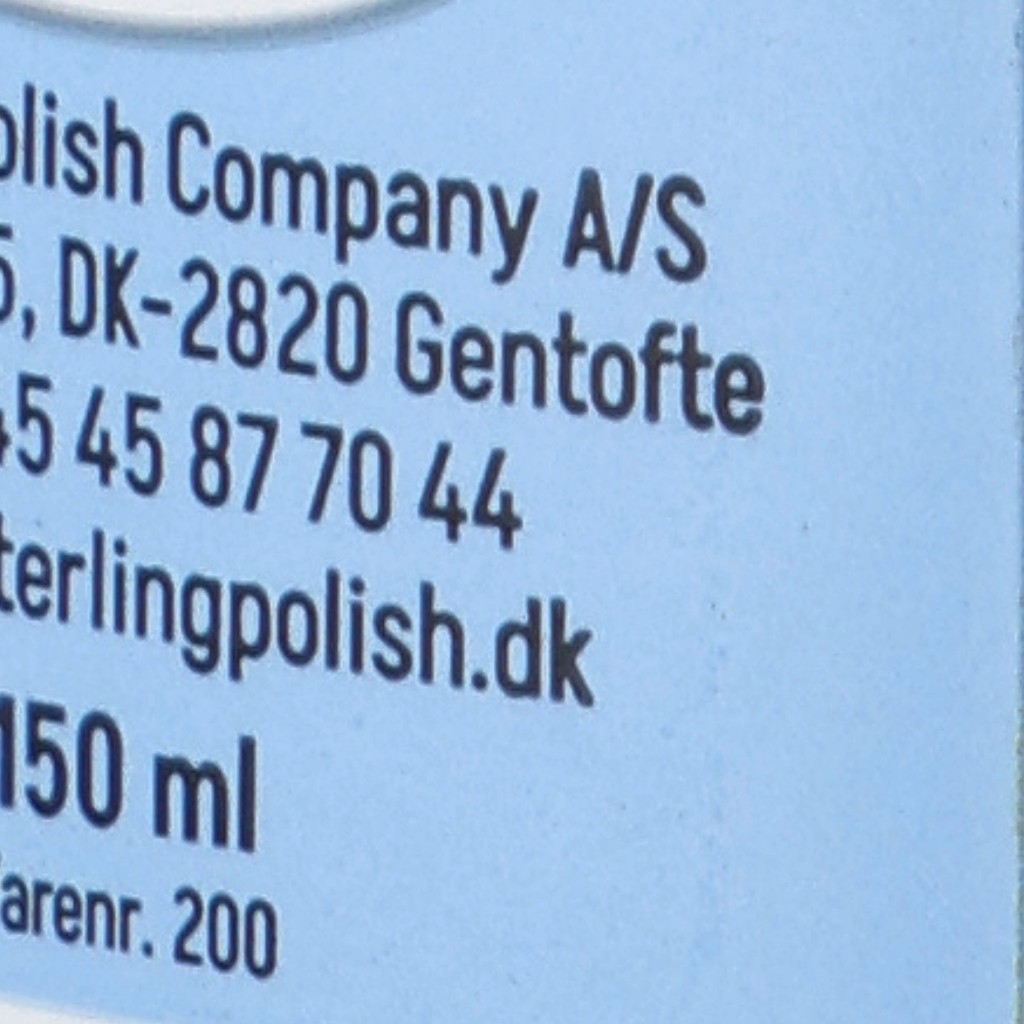 olish Company A/S
5, DK-2820 Gentofte
45 45 87 70 44
terlingpolish.dk
150 ml
arenr. 200